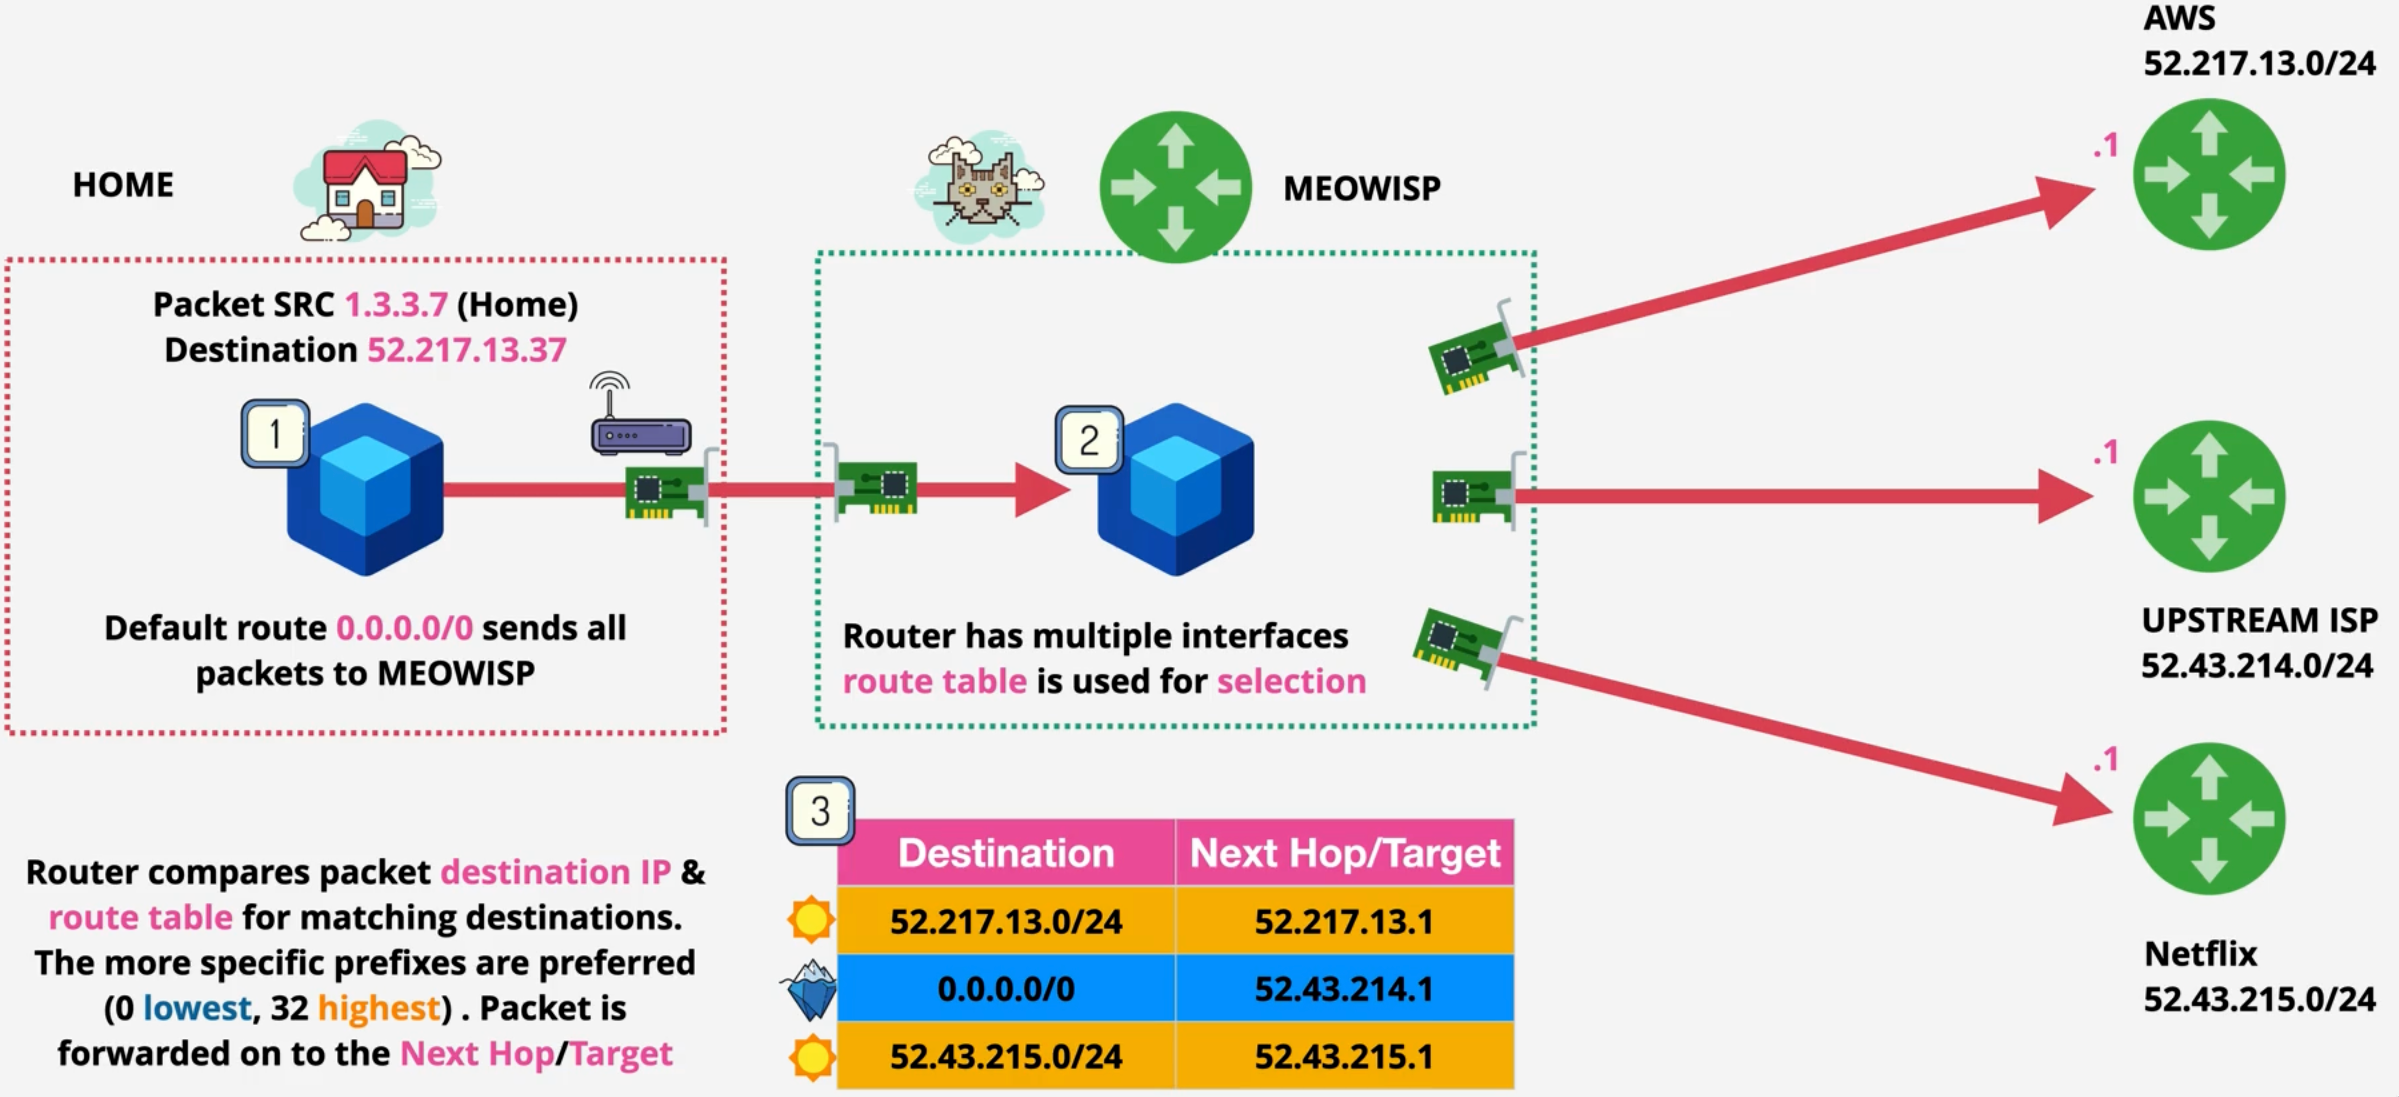 AWS
52.217.13.0/24
.1
HOME
MEOWISP
Packet SRC 1.3.3.7 (Home)
Destination 52.217.13.37
1
2
.1
Default route 0.0.0.0/0 sends all
packets to MEOWISP
Router has multiple interfaces
route table is used for selection
UPSTREAM ISP
52.43.214.0/24
.1
3
Destination Next Hop/Target
52.217.13.0/24 52.217.13.1
0.0.0.0/0 52.43.214.1
52.43.215.0/24 52.43.215.1
Router compares packet destination IP &
route table for matching destinations.
The more specific prefixes are preferred
(0 lowest, 32 highest) . Packet is
forwarded on to the Next Hop/Target
Netflix
52.43.215.0/24